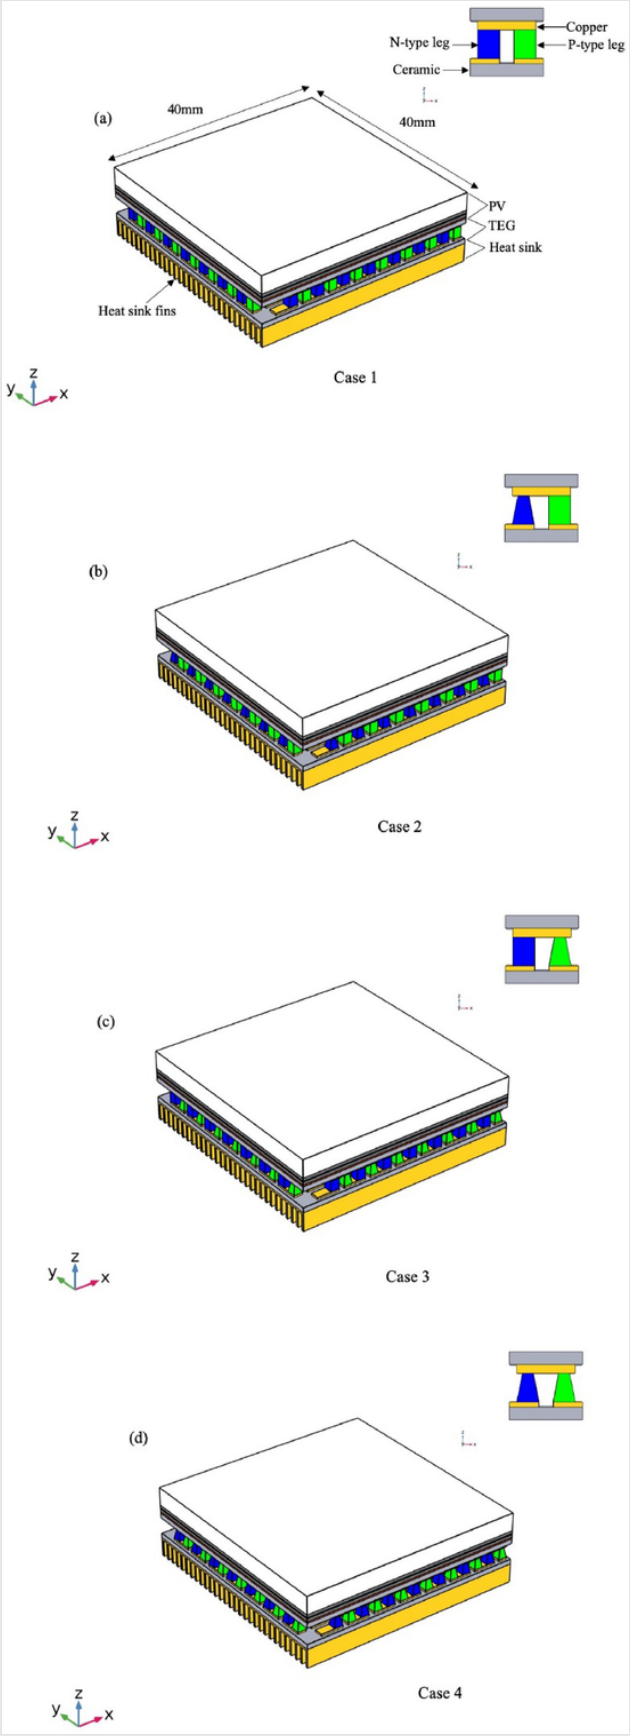 Copper
N-type leg
P-type leg
Ceramic
(a)
40mm
40mm
PV
TEG
Heat sink
Heat sink fins
Case 1
z
y
x
(b)
Case 2
z
y
x
(c)
Case 3
z
y
x
(d)
Case 4
z
y
x